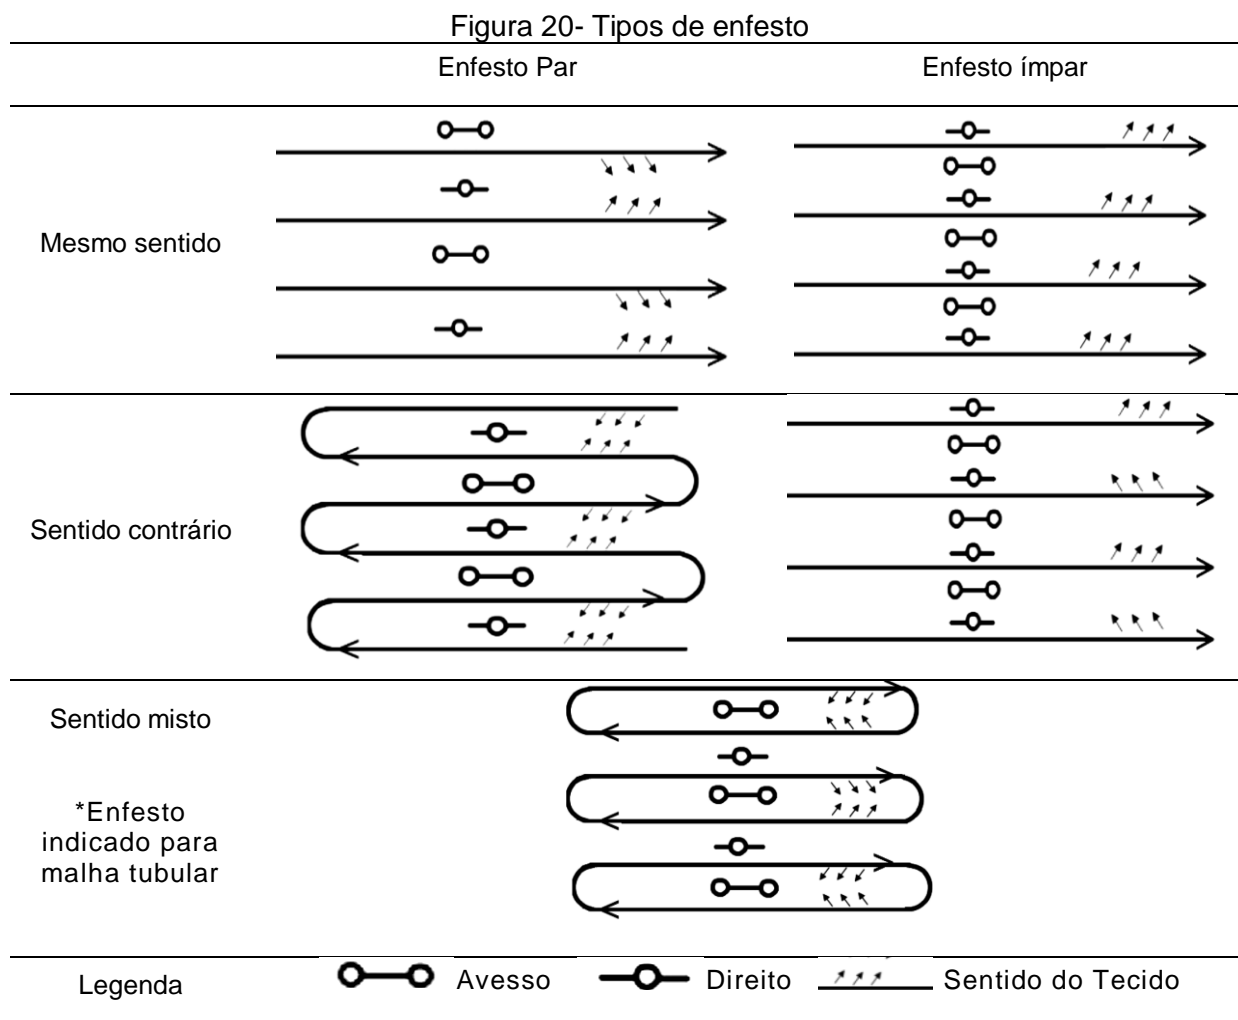 Figura 20- Tipos de enfesto
Enfesto Par
Enfesto ímpar
Mesmo sentido
Sentido contrário
Sentido misto
*Enfesto
indicado para
malha tubular
Legenda
Avesso
Direito
Sentido do Tecido